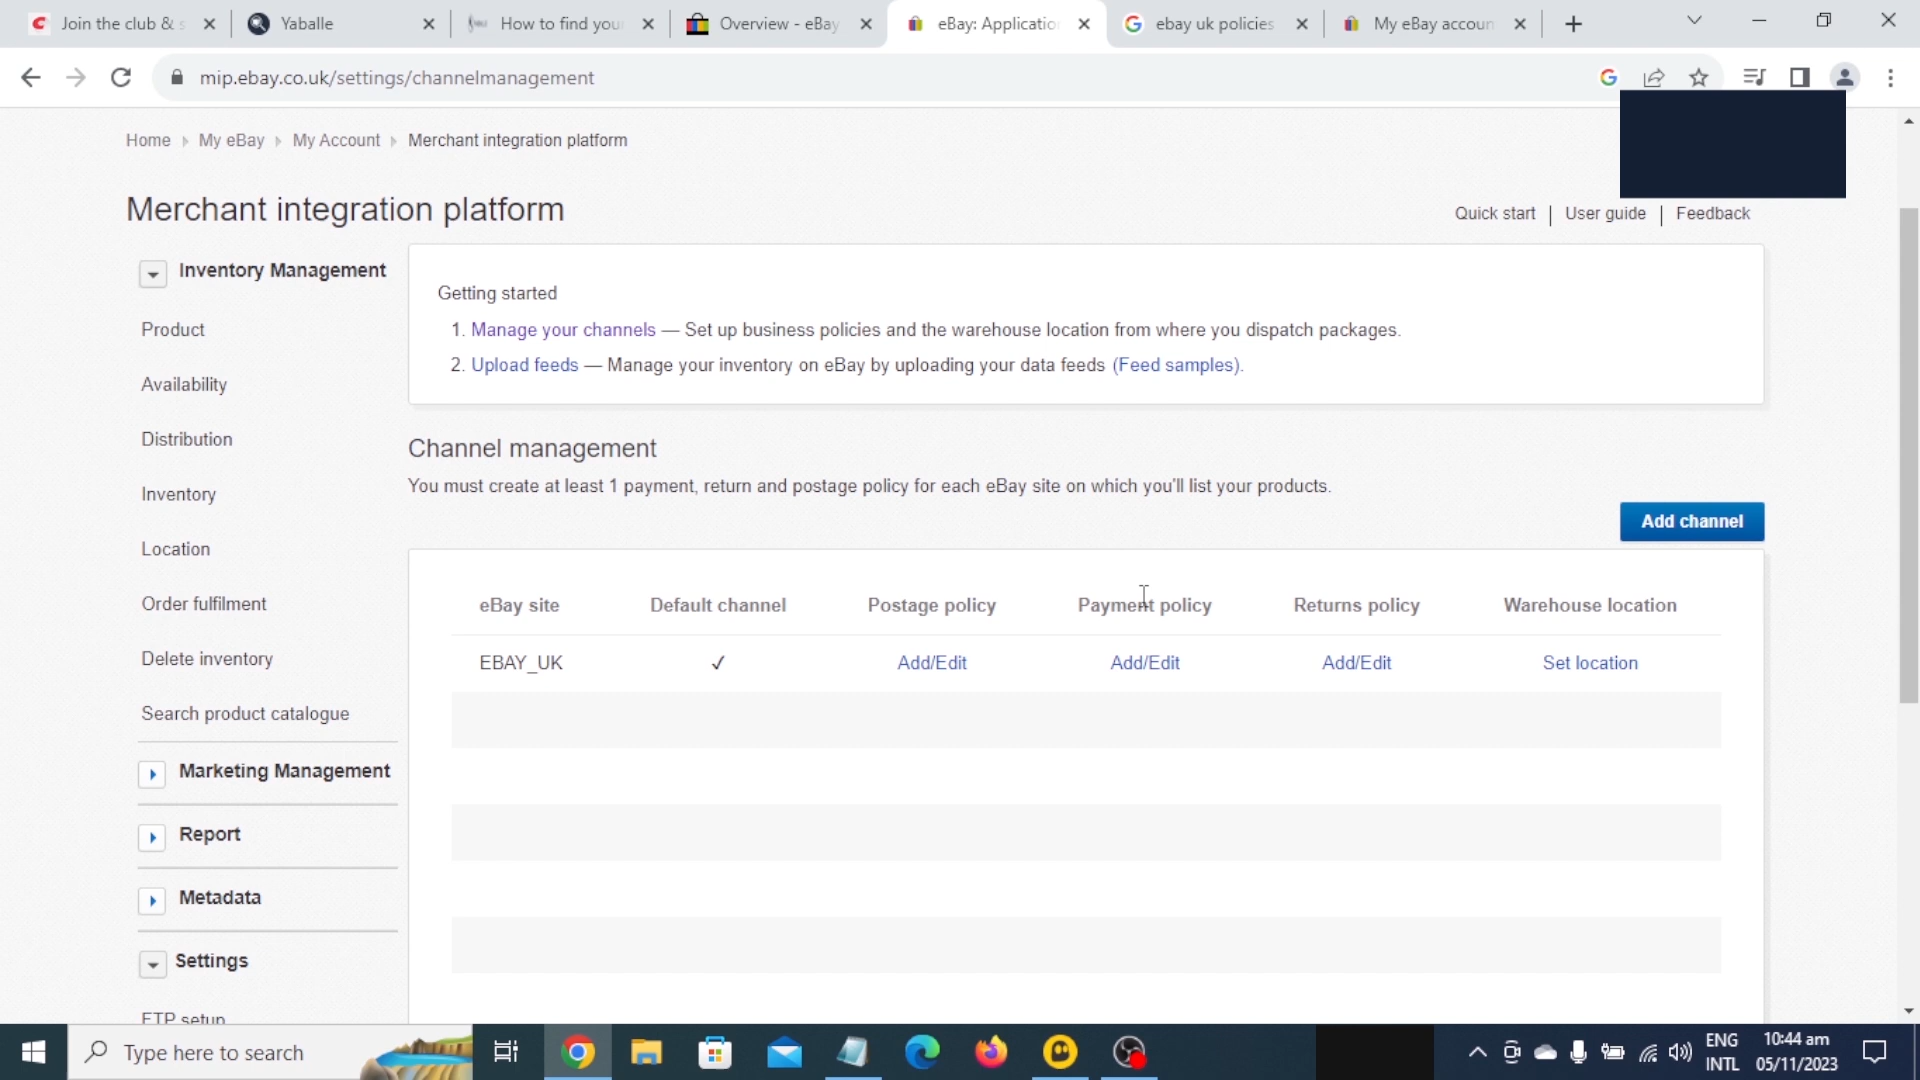 Join the club & s
Yaballe
How to find you
Overview - eBay
eBay: Applicatio
ebay uk policies
My eBay accoun
mip.ebay.co.uk/settings/channelmanagement
Home My eBay My Account Merchant integration platform
Merchant integration platform
Quick start | User guide | Feedback
Inventory Management
Product
Availability
Distribution
Inventory
Location
Order fulfilment
Delete inventory
Search product catalogue
Marketing Management
Report
Metadata
Settings
FTP setup
Getting started
1. Manage your channels — Set up business policies and the warehouse location from where you dispatch packages.
2. Upload feeds — Manage your inventory on eBay by uploading your data feeds (Feed samples).
Channel management
You must create at least 1 payment, return and postage policy for each eBay site on which you'll list your products.
Add channel
eBay site Default channel Postage policy Payment policy Returns policy Warehouse location
EBAY_UK ✓ Add/Edit Add/Edit Add/Edit Set location
Type here to search
ENG
INTL
10:44 am
05/11/2023